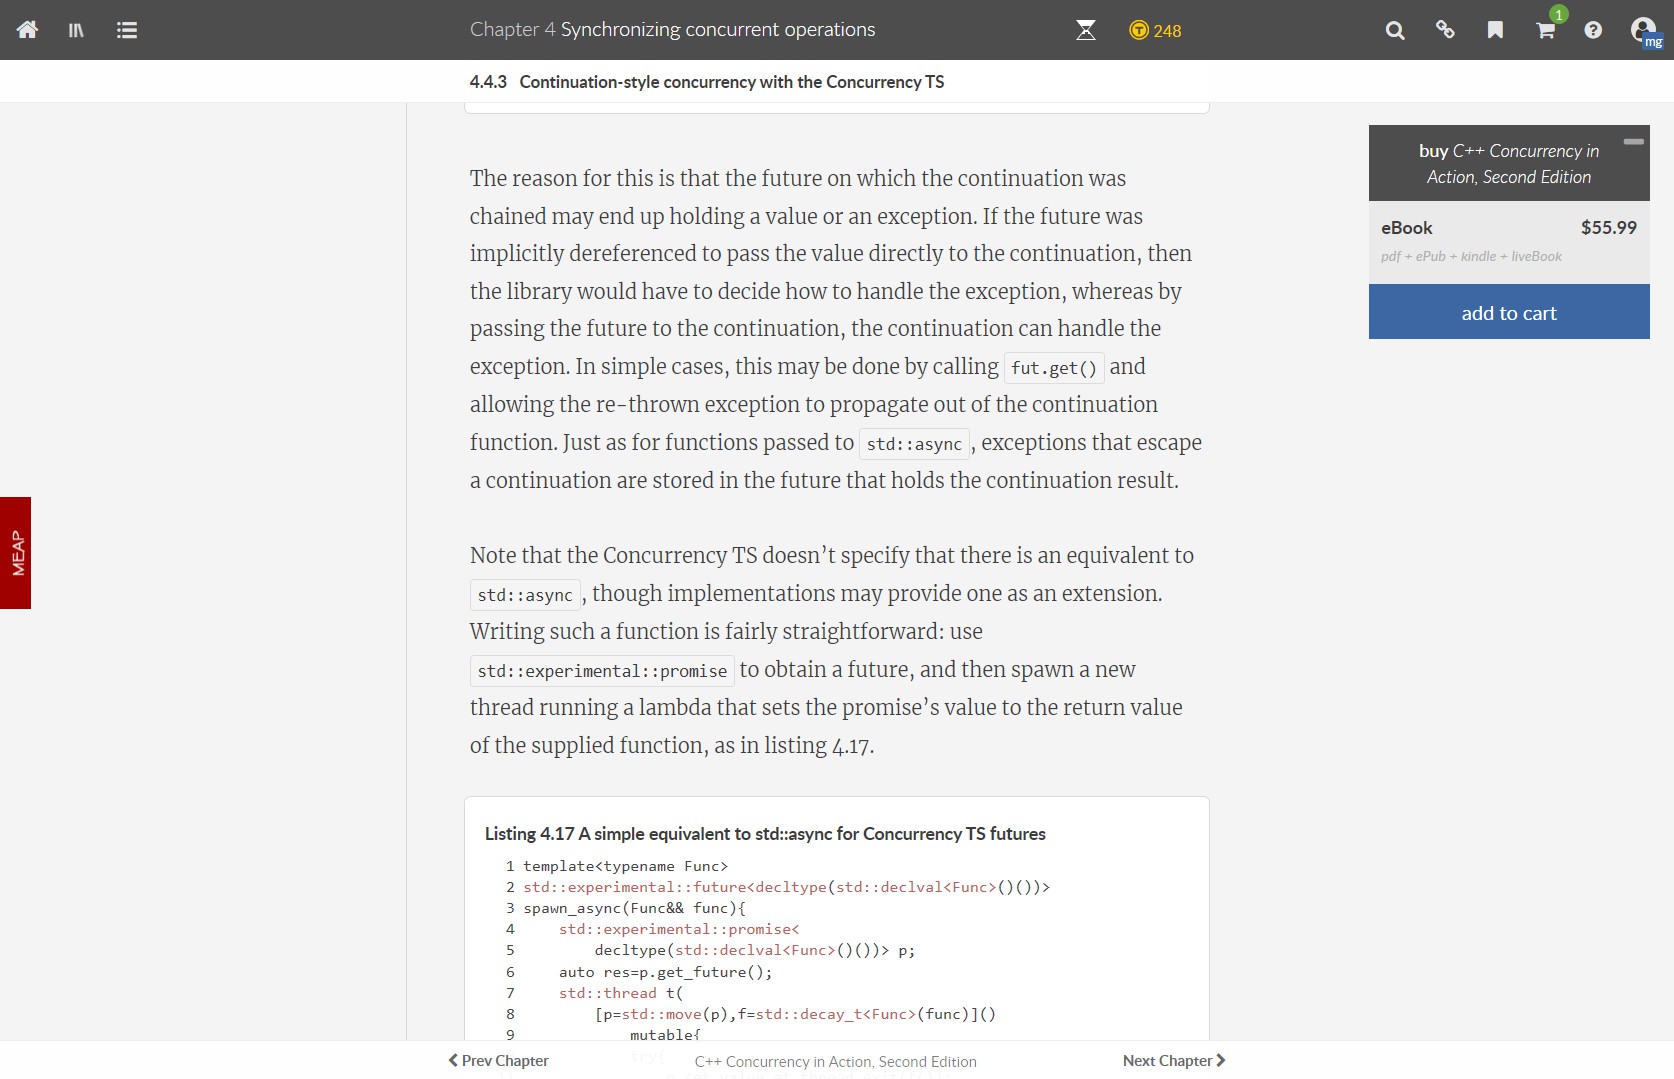 Chapter 4 Synchronizing concurrent operations
248
1
mg
4.4.3 Continuation-style concurrency with the Concurrency TS
buy C++ Concurrency in
Action, Second Edition
eBook $55.99
pdf + ePub + kindle + liveBook
add to cart
MEAP
The reason for this is that the future on which the continuation was
chained may end up holding a value or an exception. If the future was
implicitly dereferenced to pass the value directly to the continuation, then
the library would have to decide how to handle the exception, whereas by
passing the future to the continuation, the continuation can handle the
exception. In simple cases, this may be done by calling fut.get() and
allowing the re-thrown exception to propagate out of the continuation
function. Just as for functions passed to std::async, exceptions that escape
a continuation are stored in the future that holds the continuation result.
Note that the Concurrency TS doesn’t specify that there is an equivalent to
std::async, though implementations may provide one as an extension.
Writing such a function is fairly straightforward: use
std::experimental::promise to obtain a future, and then spawn a new
thread running a lambda that sets the promise’s value to the return value
of the supplied function, as in listing 4.17.
Listing 4.17 A simple equivalent to std::async for Concurrency TS futures
1 template<typename Func>
2 std::experimental::future<decltype(std::declval<Func>()())>
3 spawn_async(Func&& func){
4 std::experimental::promise<
5 decltype(std::declval<Func>()())> p;
6 auto res=p.get_future();
7 std::thread t(
8 [p=std::move(p),f=std::decay_t<Func>(func)]()
9 mutable{
try{
Prev Chapter C++ Concurrency in Action, Second Edition Next Chapter